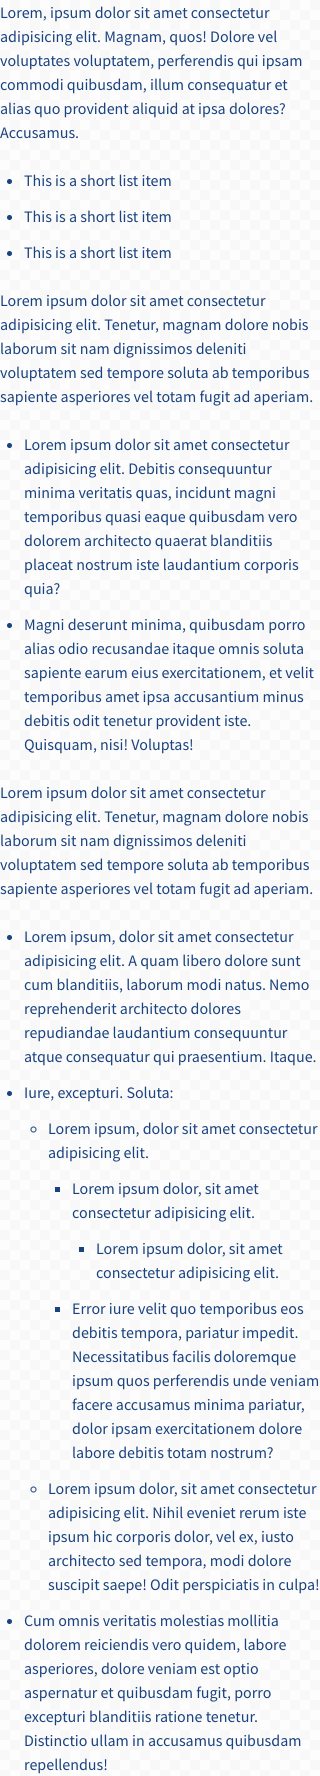 Lorem, ipsum dolor sit amet consectetur
adipisicing elit. Magnam, quos! Dolore vel
voluptates voluptatem, perferendis qui ipsam
commodi quibusdam, illum consequatur et
alias quo provident aliquid at ipsa dolores?
Accusamus.
• This is a short list item
• This is a short list item
• This is a short list item
Lorem ipsum dolor sit amet consectetur
adipisicing elit. Tenetur, magnam dolore nobis
laborum sit nam dignissimos deleniti
voluptatem sed tempore soluta ab temporibus
sapiente asperiores vel totam fugit ad aperiam.
• Lorem ipsum dolor sit amet consectetur
adipisicing elit. Debitis consequuntur
minima veritatis quas, incidunt magni
temporibus quasi eaque quibusdam vero
dolorem architecto quaerat blanditiis
placeat nostrum iste laudantium corporis
quia?
• Magni deserunt minima, quibusdam porro
alias odio recusandae itaque omnis soluta
sapiente earum eius exercitationem, et velit
temporibus amet ipsa accusantium minus
debitis odit tenetur provident iste.
Quisquam, nisi! Voluptas!
Lorem ipsum dolor sit amet consectetur
adipisicing elit. Tenetur, magnam dolore nobis
laborum sit nam dignissimos deleniti
voluptatem sed tempore soluta ab temporibus
sapiente asperiores vel totam fugit ad aperiam.
• Lorem ipsum, dolor sit amet consectetur
adipisicing elit. A quam libero dolore sunt
cum blanditiis, laborum modi natus. Nemo
reprehenderit architecto dolores
repudiandae laudantium consequuntur
atque consequatur qui praesentium. Itaque.
• Iure, excepturi. Soluta:
◦ Lorem ipsum, dolor sit amet consectetur
adipisicing elit.
▪ Lorem ipsum dolor, sit amet
consectetur adipisicing elit.
▪ Lorem ipsum dolor, sit amet
consectetur adipisicing elit.
▪ Error iure velit quo temporibus eos
debitis tempora, pariatur impedit.
Necessitatibus facilis doloremque
ipsum quos perferendis unde veniam
facere accusamus minima pariatur,
dolor ipsam exercitationem dolore
labore debitis totam nostrum?
◦ Lorem ipsum dolor, sit amet consectetur
adipisicing elit. Nihil eveniet rerum iste
ipsum hic corporis dolor, vel ex, iusto
architecto sed tempora, modi dolore
suscipit saepe! Odit perspiciatis in culpa!
• Cum omnis veritatis molestias mollitia
dolorem reiciendis vero quidem, labore
asperiores, dolore veniam est optio
aspernatur et quibusdam fugit, porro
excepturi blanditiis ratione tenetur.
Distinctio ullam in accusamus quibusdam
repellendus!